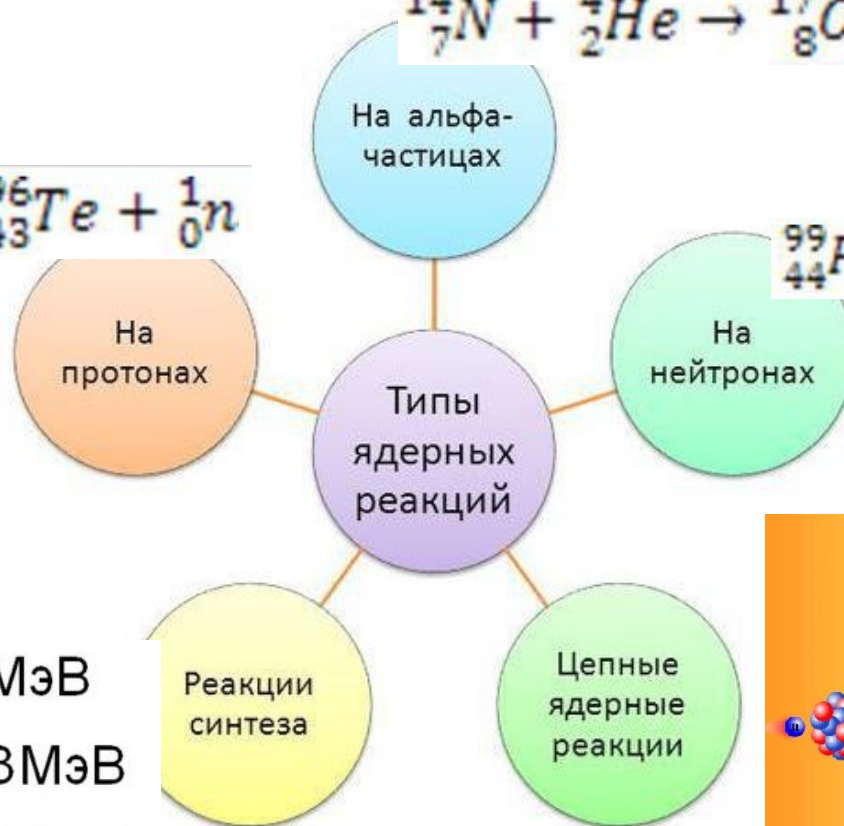 ¹⁴₇N + ⁴₂He → ¹⁷₈O
На альфа-
частицах
⁹⁶₄₃Te + ¹₀n
⁹⁹₄₄
На
протонах
На
нейтронах
Типы
ядерных
реакций
Реакции
синтеза
Цепные
ядерные
реакции
МэВ
МэВ
n